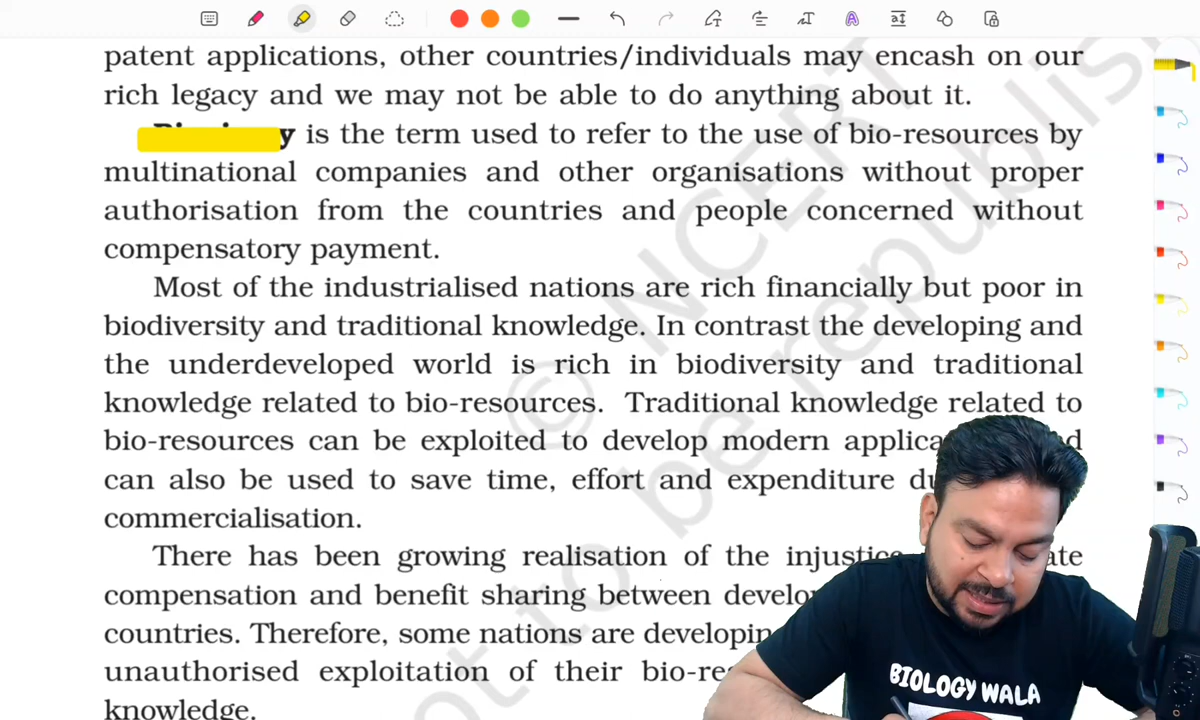 patent applications, other countries/individuals may encash on our
rich legacy and we may not be able to do anything about it.
is the term used to refer to the use of bio-resources by
multinational companies and other organisations without proper
authorisation from the countries and people concerned without
compensatory payment.
Most of the industrialised nations are rich financially but poor in
biodiversity and traditional knowledge. In contrast the developing and
the underdeveloped world is rich in biodiversity and traditional
knowledge related to bio-resources. Traditional knowledge related to
bio-resources can be exploited to develop modern
can also be used to save time, effort and expenditure
commercialisation.
There has been growing realisation of the
compensation and benefit sharing between
countries. Therefore, some nations are
unauthorised exploitation of their
knowledge.
© NCERT
not to be republis
BIOLOGY WALA